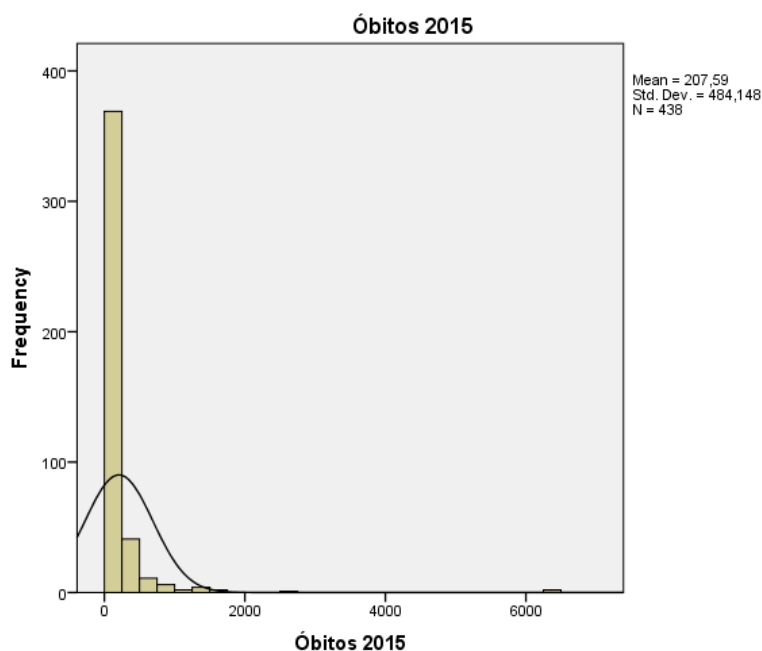 Óbitos 2015
Mean = 207,59
Std. Dev. = 484,148
N = 438
400
300
200
100
0
Frequency
0 2000 4000 6000
Óbitos 2015